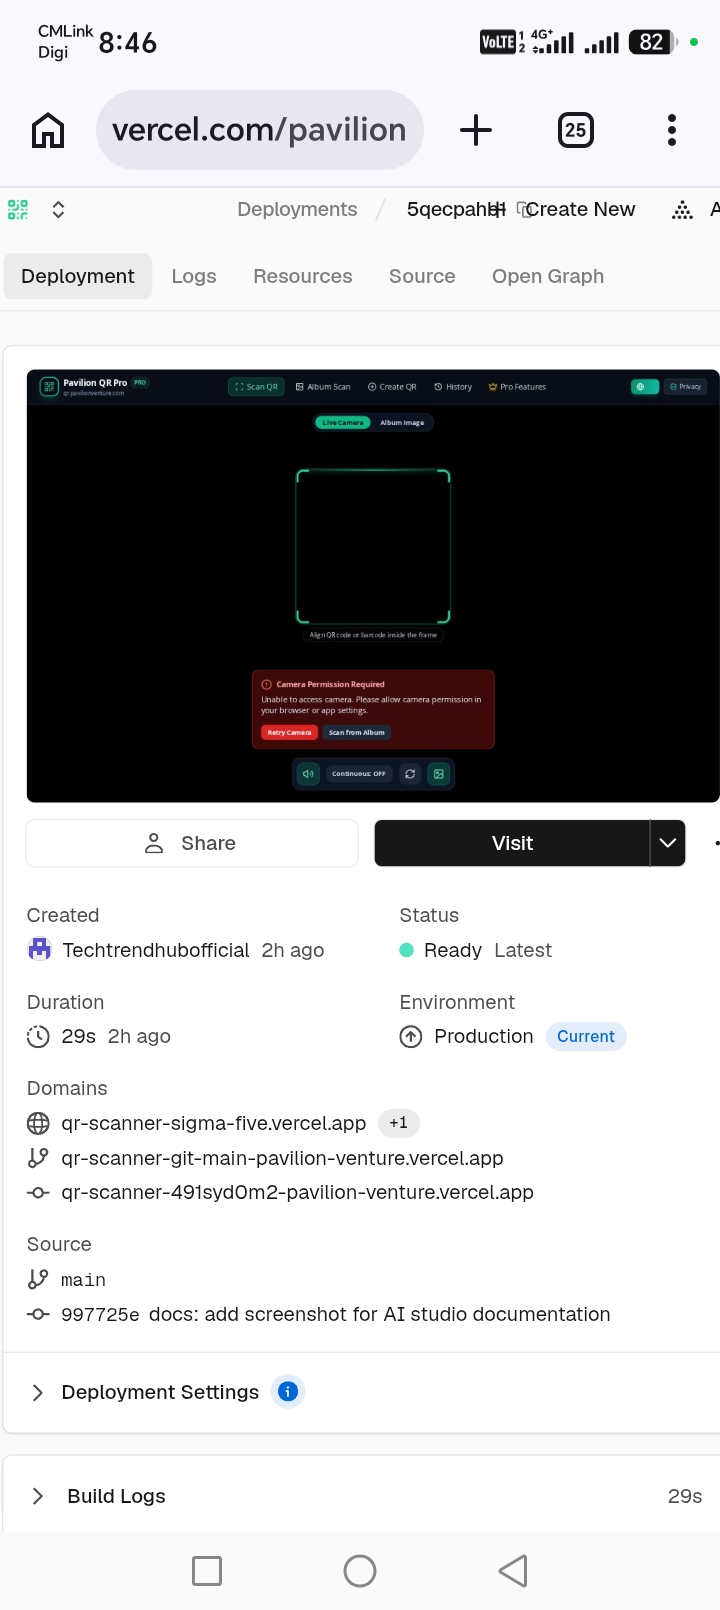 CMLink
Digi
8:46
VoLTE 1 2 4G+ 82
vercel.com/pavilion
25
Deployments / 5qecpahbH Create New A
Deployment Logs Resources Source Open Graph
Pavilion QR Pro PRO
qr.pavilionventure.com
Scan QR Album Scan Create QR History Pro Features Privacy
Live Camera Album Image
Align QR code or barcode inside the frame
Camera Permission Required
Unable to access camera. Please allow camera permission in
your browser or app settings.
Retry Camera Scan from Album
Continuous: OFF
Share Visit
Created Status
Techtrendhubofficial 2h ago Ready Latest
Duration Environment
29s 2h ago Production Current
Domains
qr-scanner-sigma-five.vercel.app +1
qr-scanner-git-main-pavilion-venture.vercel.app
qr-scanner-491syd0m2-pavilion-venture.vercel.app
Source
main
997725e docs: add screenshot for AI studio documentation
Deployment Settings
Build Logs 29s